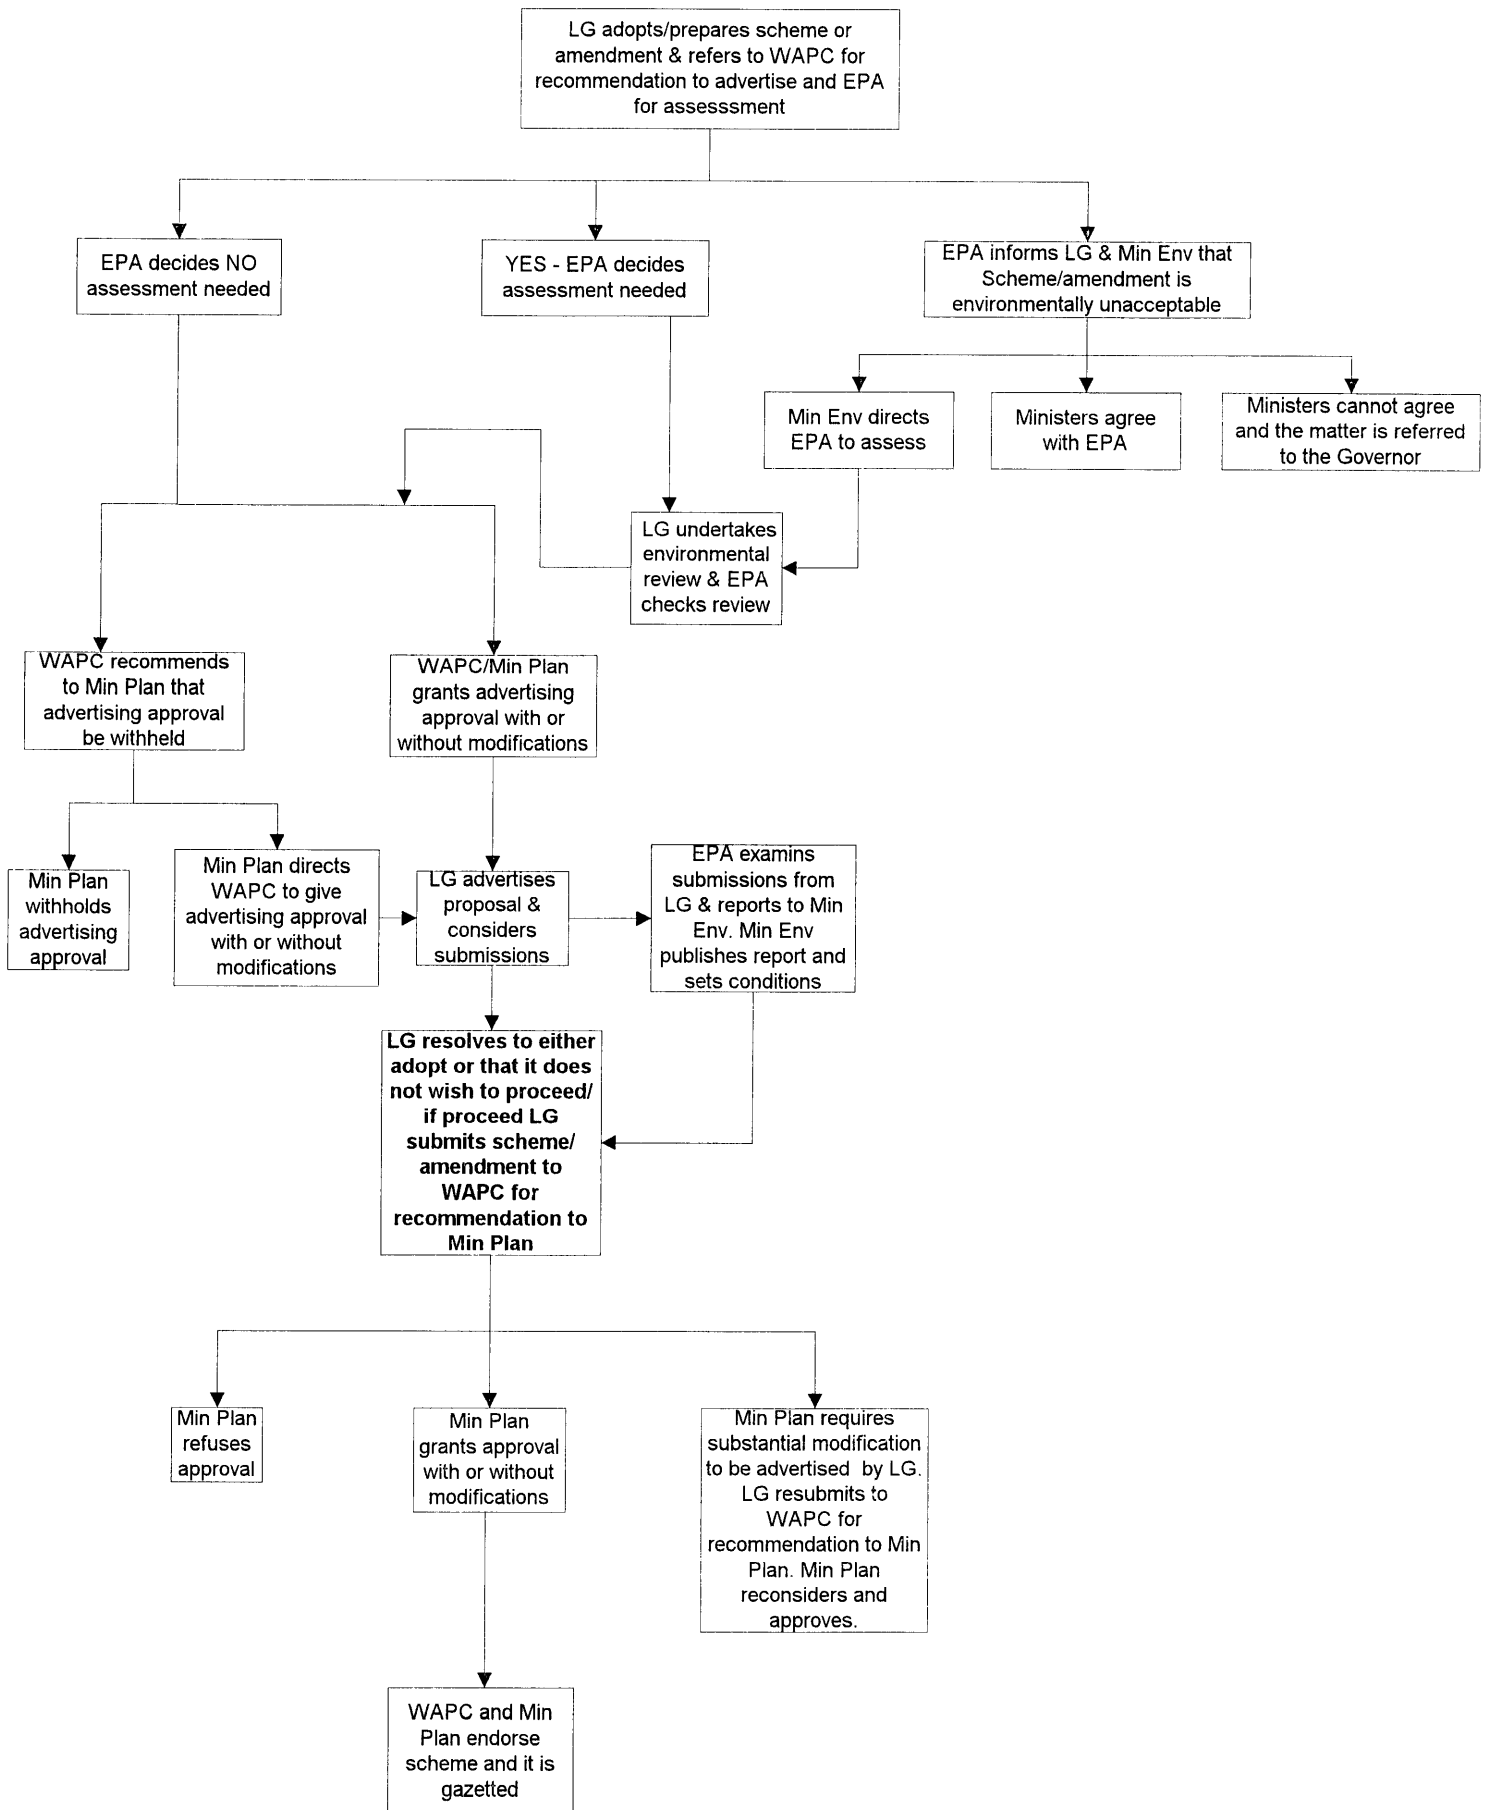 LG adopts/prepares scheme or
amendment & refers to WAPC for
recommendation to advertise and EPA
for assesssment
EPA decides NO
assessment needed
YES - EPA decides
assessment needed
EPA informs LG & Min Env that
Scheme/amendment is
environmentally unacceptable
Min Env directs
EPA to assess
Ministers agree
with EPA
Ministers cannot agree
and the matter is referred
to the Governor
LG undertakes
environmental
review & EPA
checks review
WAPC recommends
to Min Plan that
advertising approval
be withheld
WAPC/Min Plan
grants advertising
approval with or
without modifications
Min Plan
withholds
advertising
approval
Min Plan directs
WAPC to give
advertising approval
with or without
modifications
LG advertises
proposal &
considers
submissions
EPA examins
submissions from
LG & reports to Min
Env. Min Env
publishes report and
sets conditions
LG resolves to either
adopt or that it does
not wish to proceed/
if proceed LG
submits scheme/
amendment to
WAPC for
recommendation to
Min Plan
Min Plan
refuses
approval
Min Plan
grants approval
with or without
modifications
Min Plan requires
substantial modification
to be advertised by LG.
LG resubmits to
WAPC for
recommendation to Min
Plan. Min Plan
reconsiders and
approves.
WAPC and Min
Plan endorse
scheme and it is
gazetted